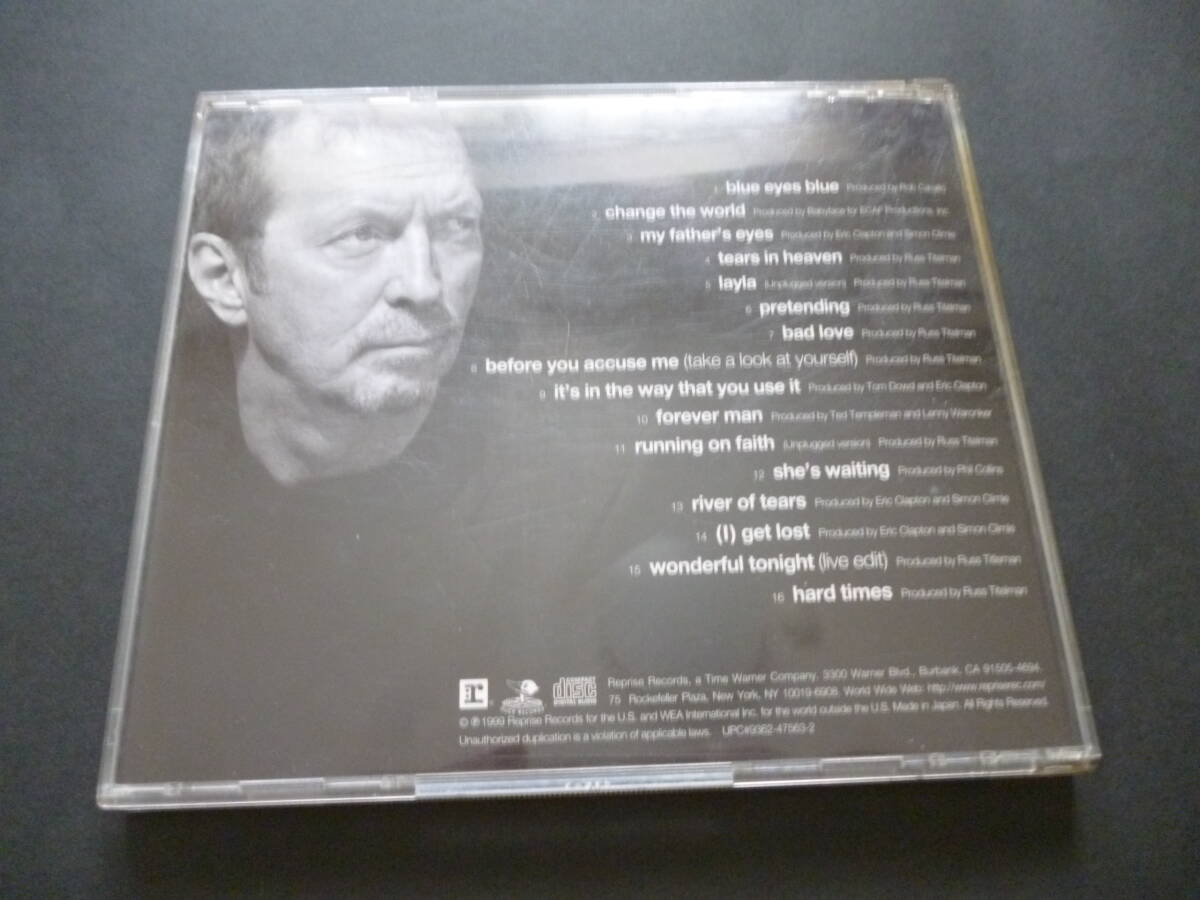 1 blue eyes blue Produced by Rob Cavallo
2 change the world Produced by Babyface for ECAF Productions, Inc.
3 my father's eyes Produced by Eric Clapton and Simon Climie
4 tears in heaven Produced by Russ Titelman
5 layla (Unplugged version) Produced by Russ Titelman
6 pretending Produced by Russ Titelman
7 bad love Produced by Russ Titelman
8 before you accuse me (take a look at yourself) Produced by Russ Titelman
9 it's in the way that you use it Produced by Tom Dowd and Eric Clapton
10 forever man Produced by Ted Templeman and Lenny Waronker
11 running on faith (Unplugged version) Produced by Russ Titelman
12 she's waiting Produced by Phil Collins
13 river of tears Produced by Eric Clapton and Simon Climie
14 (I) get lost Produced by Eric Clapton and Simon Climie
15 wonderful tonight (live edit) Produced by Russ Titleman
16 hard times Produced by Russ Titelman
r COMPACT disc DIGITAL AUDIO Reprise Records, a Time Warner Company, 3300 Warner Blvd., Burbank, CA 91505-4694.
75 Rockefeller Plaza, New York, NY 10019-6908. World Wide Web: http://www.repriserec.com/
© ℗ 1999 Reprise Records for the U.S. and WEA International Inc. for the world outside the U.S. Made in Japan. All Rights Reserved.
Unauthorized duplication is a violation of applicable laws. UPC#9362-47563-2